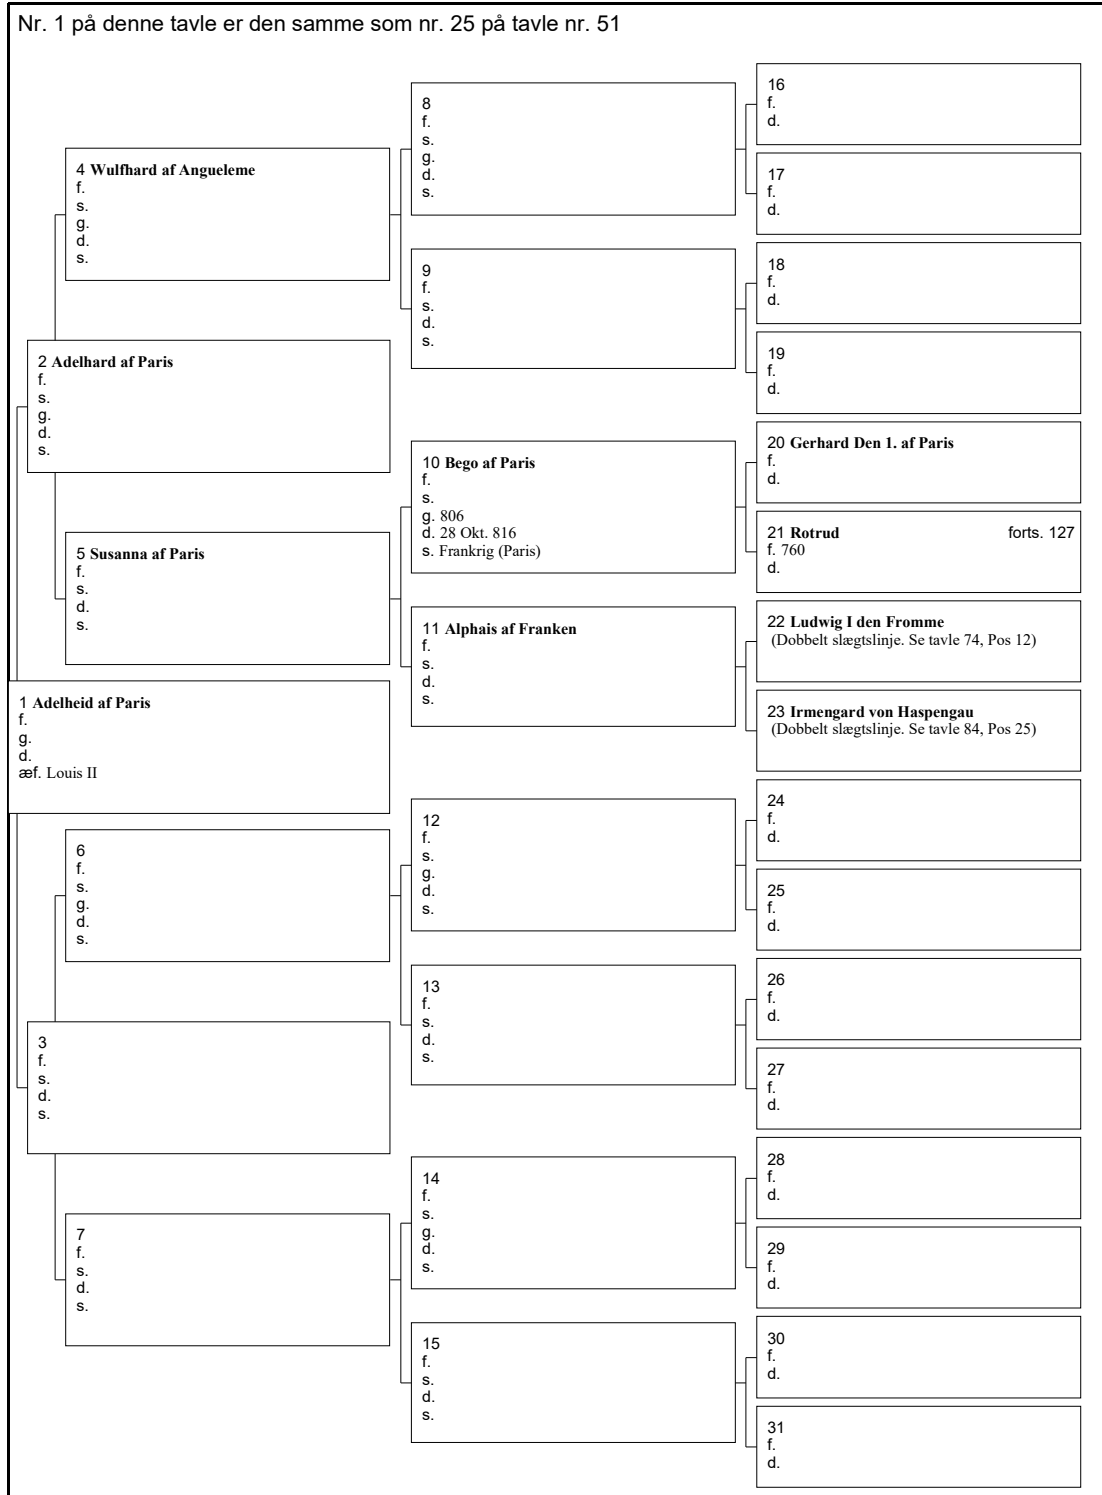 Nr. 1 på denne tavle er den samme som nr. 25 på tavle nr. 51
1 Adelheid af Paris
f.
g.
d.
æf. Louis II
2 Adelhard af Paris
f.
s.
g.
d.
s.
3
f.
s.
d.
s.
4 Wulfhard af Angueleme
f.
s.
g.
d.
s.
5 Susanna af Paris
f.
s.
d.
s.
6
f.
s.
g.
d.
s.
7
f.
s.
d.
s.
8
f.
s.
g.
d.
s.
9
f.
s.
d.
s.
10 Bego af Paris
f.
s.
g. 806
d. 28 Okt. 816
s. Frankrig (Paris)
11 Alphais af Franken
f.
s.
d.
s.
12
f.
s.
g.
d.
s.
13
f.
s.
d.
s.
14
f.
s.
g.
d.
s.
15
f.
s.
d.
s.
16
f.
d.
17
f.
d.
18
f.
d.
19
f.
d.
20 Gerhard Den 1. af Paris
f.
d.
21 Rotrud forts. 127
f. 760
d.
22 Ludwig I den Fromme
(Dobbelt slægtslinje. Se tavle 74, Pos 12)
23 Irmengard von Haspengau
(Dobbelt slægtslinje. Se tavle 84, Pos 25)
24
f.
d.
25
f.
d.
26
f.
d.
27
f.
d.
28
f.
d.
29
f.
d.
30
f.
d.
31
f.
d.